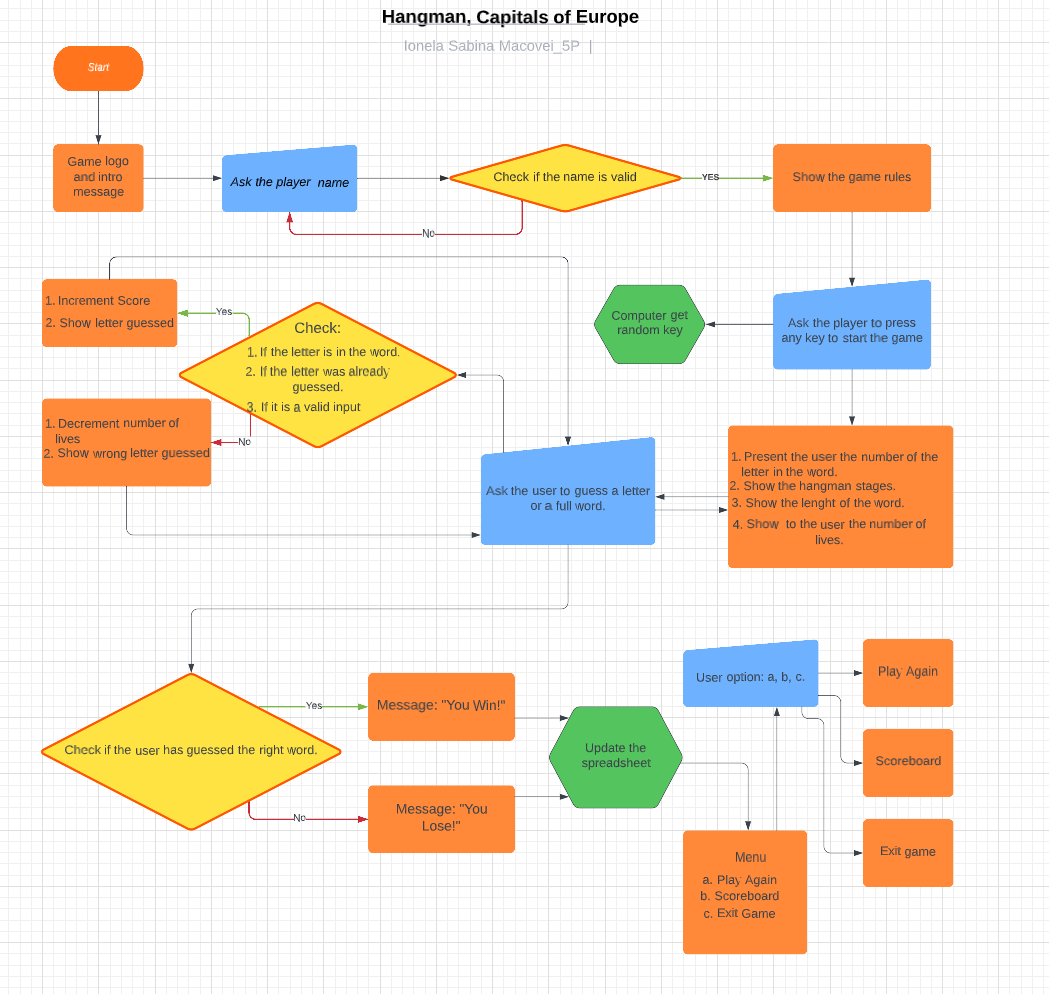 Hangman, Capitals of Europe
Ionela Sabina Macovei_5P |
Start
Game logo
and intro
message
Ask the player name
Check if the name is valid
YES
Show the game rules
No
1. Increment Score
2. Show letter guessed
Yes
Check:
1. If the letter is in the word.
2. If the letter was already
guessed.
3. If it is a valid input
Computer get
random key
Ask the player to press
any key to start the game
1. Decrement number of
lives
2. Show wrong letter guessed
No
Ask the user to guess a letter
or a full word.
1. Present the user the number of the
letter in the word.
2. Show the hangman stages.
3. Show the lenght of the word.
4. Show to the user the number of
lives.
Check if the user has guessed the right word.
Yes
Message: "You Win!"
No
Message: "You
Lose!"
Update the
spreadsheet
User option: a, b, c.
Play Again
Scoreboard
Exit game
Menu
a. Play Again
b. Scoreboard
c. Exit Game